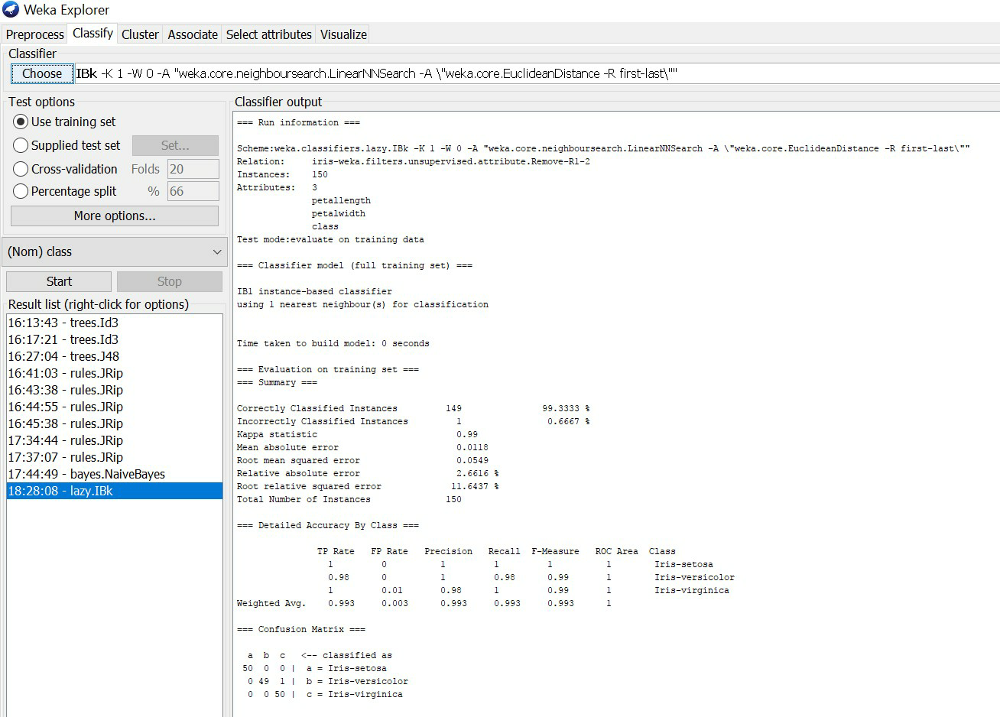 Weka Explorer
Preprocess Classify Cluster Associate Select attributes Visualize
Classifier
Choose IBk -K 1 -W 0 -A "weka.core.neighboursearch.LinearNNSearch -A \"weka.core.EuclideanDistance -R first-last\""
Test options
Use training set
Supplied test set Set...
Cross-validation Folds 20
Percentage split % 66
More options...
(Nom) class
Start Stop
Result list (right-click for options)
16:13:43 - trees.Id3
16:17:21 - trees.Id3
16:27:04 - trees.J48
16:41:03 - rules.JRip
16:43:38 - rules.JRip
16:44:55 - rules.JRip
16:45:38 - rules.JRip
17:34:44 - rules.JRip
17:37:07 - rules.JRip
17:44:49 - bayes.NaiveBayes
18:28:08 - lazy.IBk
Classifier output
=== Run information ===
Scheme:weka.classifiers.lazy.IBk -K 1 -W 0 -A "weka.core.neighboursearch.LinearNNSearch -A \"weka.core.EuclideanDistance -R first-last\""
Relation: iris-weka.filters.unsupervised.attribute.Remove-R1-2
Instances: 150
Attributes: 3
petallength
petalwidth
class
Test mode:evaluate on training data
=== Classifier model (full training set) ===
IB1 instance-based classifier
using 1 nearest neighbour(s) for classification
Time taken to build model: 0 seconds
=== Evaluation on training set ===
=== Summary ===
Correctly Classified Instances 149 99.3333 %
Incorrectly Classified Instances 1 0.6667 %
Kappa statistic 0.99
Mean absolute error 0.0118
Root mean squared error 0.0549
Relative absolute error 2.6616 %
Root relative squared error 11.6437 %
Total Number of Instances 150
=== Detailed Accuracy By Class ===
TP Rate FP Rate Precision Recall F-Measure ROC Area Class
1 0 1 1 1 1 Iris-setosa
0.98 0 1 0.98 0.99 1 Iris-versicolor
1 0.01 0.98 1 0.99 1 Iris-virginica
Weighted Avg. 0.993 0.003 0.993 0.993 0.993 1
=== Confusion Matrix ===
a b c <-- classified as
50 0 0 | a = Iris-setosa
0 49 1 | b = Iris-versicolor
0 0 50 | c = Iris-virginica